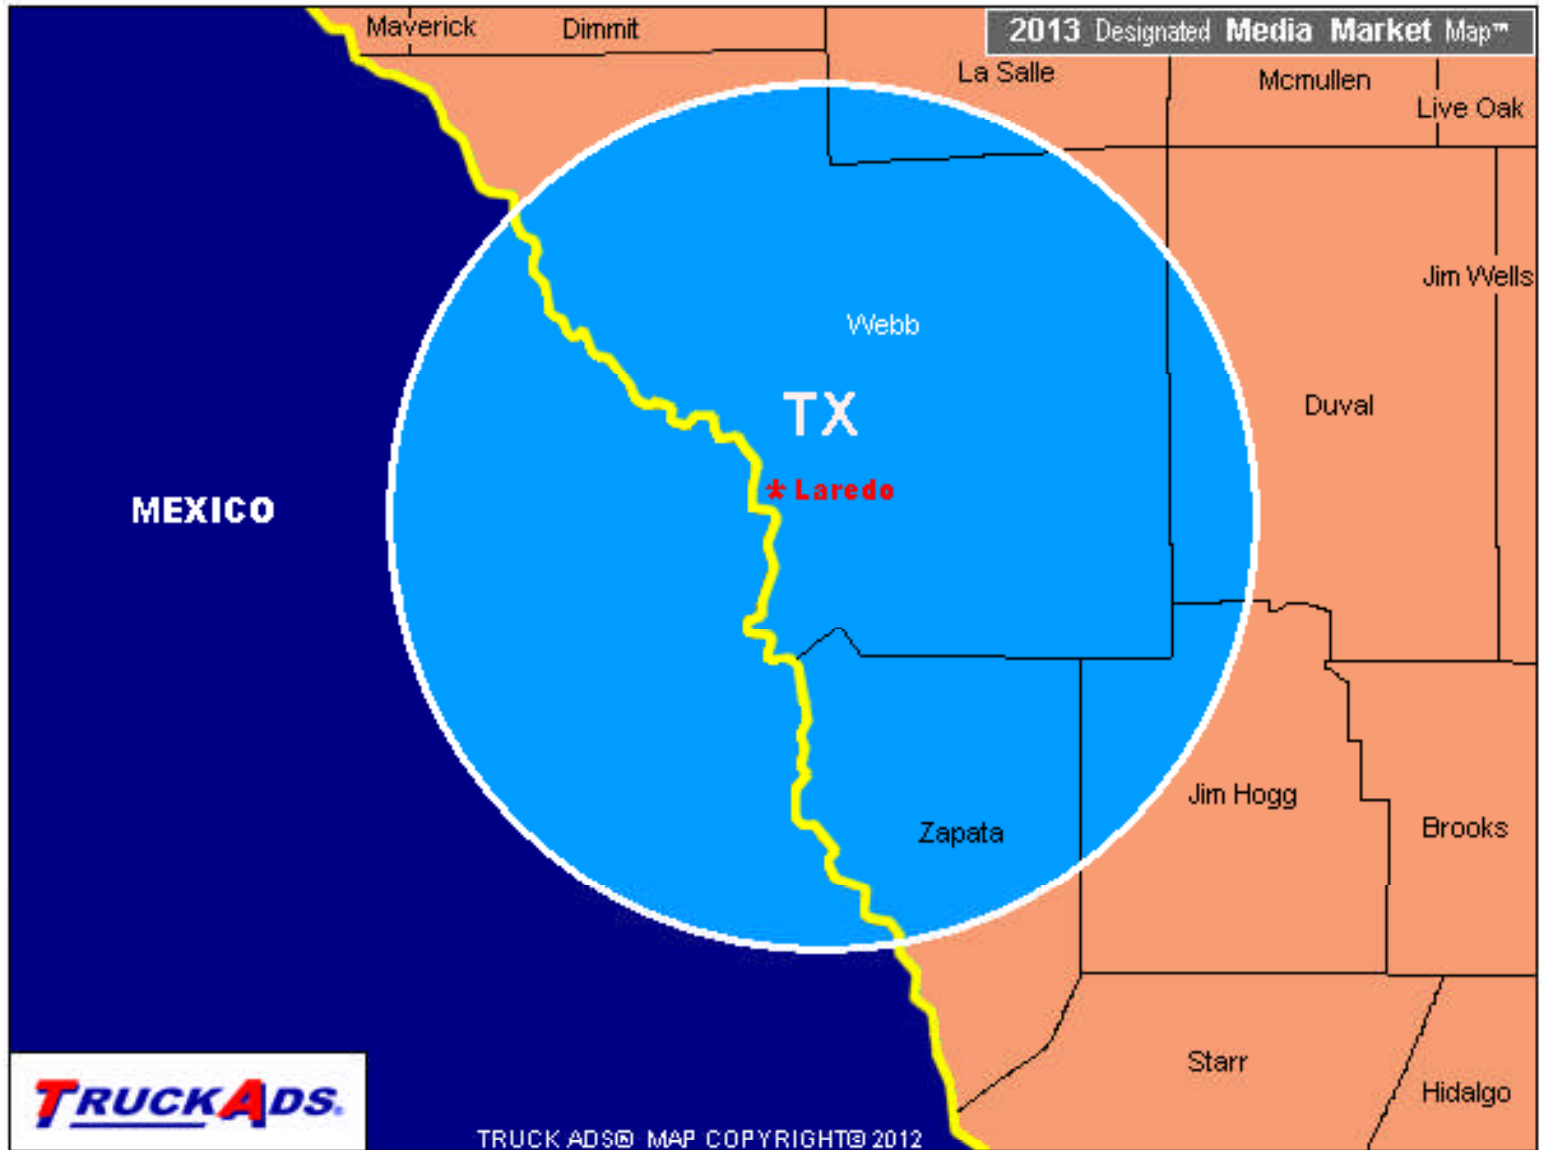 Maverick
Dimmit
2013 Designated Media Market Map™
La Salle
Mcmullen
Live Oak
Jim Wells
Webb
TX
Duval
* Laredo
MEXICO
Jim Hogg
Zapata
Brooks
Starr
Hidalgo
TRUCKADS.
TRUCK ADS® MAP COPYRIGHT© 2012